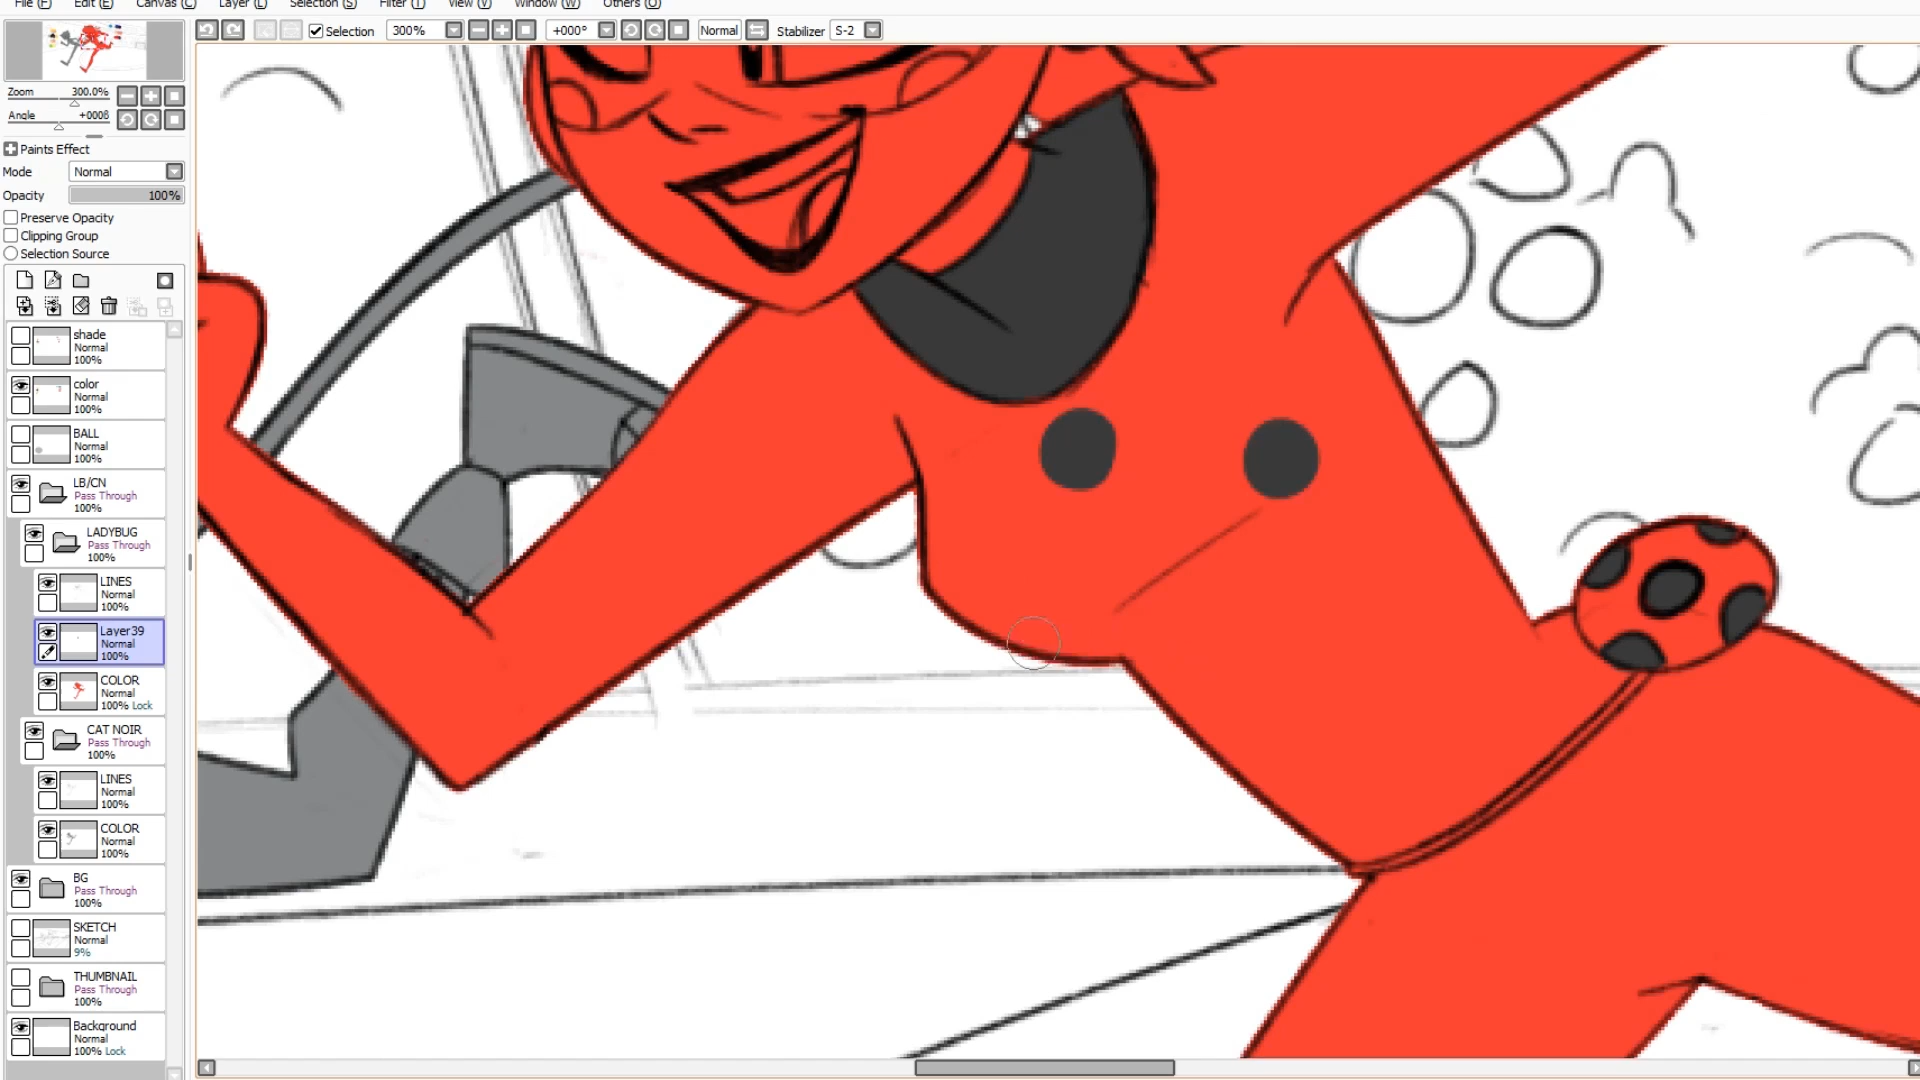 File (F) Edit (E) Canvas (C) Layer (L) Selection (S) Filter (T) View (V) Window (W) Others (O)
Selection 300% +000° Normal Stabilizer S-2
Zoom 300.0%
Angle +000ß
Paints Effect
Mode Normal
Opacity 100%
Preserve Opacity
Clipping Group
Selection Source
shade
Normal
100%
color
Normal
100%
BALL
Normal
100%
LB/CN
Pass Through
100%
LADYBUG
Pass Through
100%
LINES
Normal
100%
Layer39
Normal
100%
COLOR
Normal
100% Lock
CAT NOIR
Pass Through
100%
LINES
Normal
100%
COLOR
Normal
100%
BG
Pass Through
100%
SKETCH
Normal
9%
THUMBNAIL
Pass Through
100%
Background
Normal
100% Lock